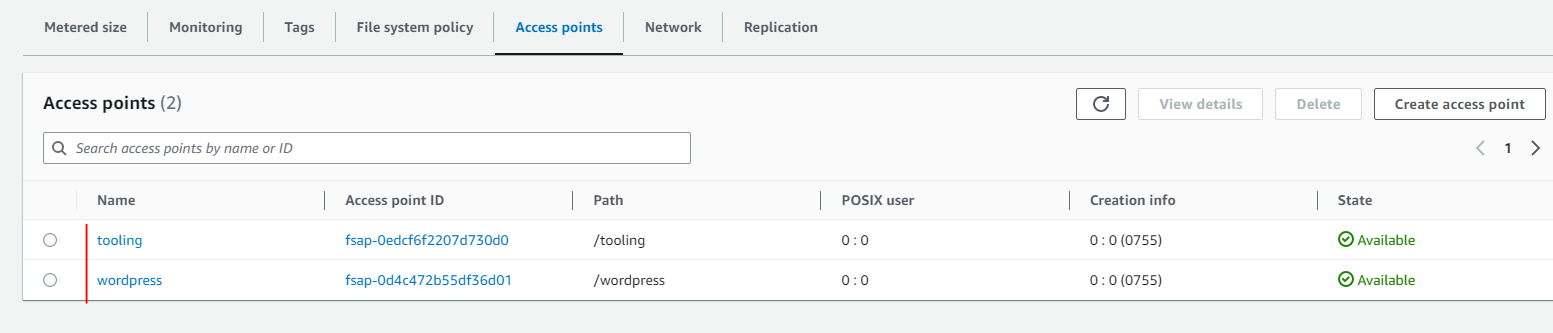 Metered size Monitoring Tags File system policy Access points Network Replication
Access points (2) View details Delete Create access point
Search access points by name or ID 1
Name Access point ID Path POSIX user Creation info State
tooling fsap-0edcf6f2207d730d0 /tooling 0 : 0 0 : 0 (0755) Available
wordpress fsap-0d4c472b55df36d01 /wordpress 0 : 0 0 : 0 (0755) Available